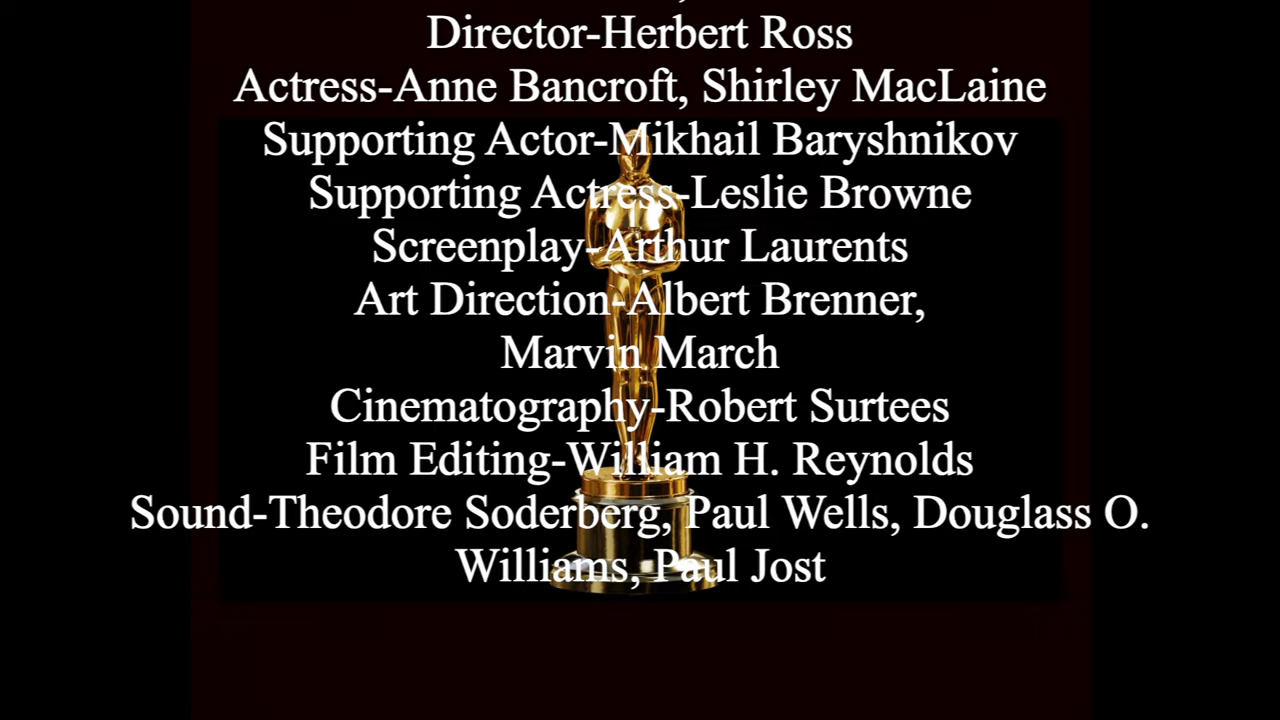 Director-Herbert Ross
Actress-Anne Bancroft, Shirley MacLaine
Supporting Actor-Mikhail Baryshnikov
Supporting Actress-Leslie Browne
Screenplay-Arthur Laurents
Art Direction-Albert Brenner,
Marvin March
Cinematography-Robert Surtees
Film Editing-William H. Reynolds
Sound-Theodore Soderberg, Paul Wells, Douglass O.
Williams, Paul Jost